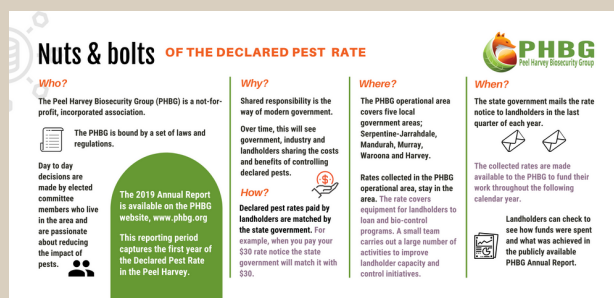 Nuts & bolts OF THE DECLARED PEST RATE
PHBG
Peel Harvey Biosecurity Group
Who?
The Peel Harvey Biosecurity Group (PHBG) is a not-for-
profit, incorporated association.
The PHBG is bound by a set of laws and
regulations.
Day to day
decisions are
made by elected
committee
members who live
in the area and
are passionate
about reducing
the impact of
pests.
The 2019 Annual Report
is available on the PHBG
website, www.phbg.org
This reporting period
captures the first year of
the Declared Pest Rate
in the Peel Harvey.
Why?
Shared responsibility is the
way of modern government.
Over time, this will see
government, industry and
landholders sharing the costs
and benefits of controlling
declared pests.
How?
Declared pest rates paid by
landholders are matched by
the state government. For
example, when you pay your
$30 rate notice the state
government will match it with
$30.
Where?
The PHBG operational area
covers five local
government areas;
Serpentine-Jarrahdale,
Mandurah, Murray,
Waroona and Harvey.
Rates collected in the PHBG
operational area, stay in the
area. The rate covers
equipment for landholders to
loan and bio-control
programs. A small team
carries out a large number of
activities to improve
landholder capacity and
control initiatives.
When?
The state government mails the rate
notice to landholders in the last
quarter of each year.
The collected rates are made
available to the PHBG to fund their
work throughout the following
calendar year.
Landholders can check to
see how funds were spent
and what was achieved in
the publicly available
PHBG Annual Report.